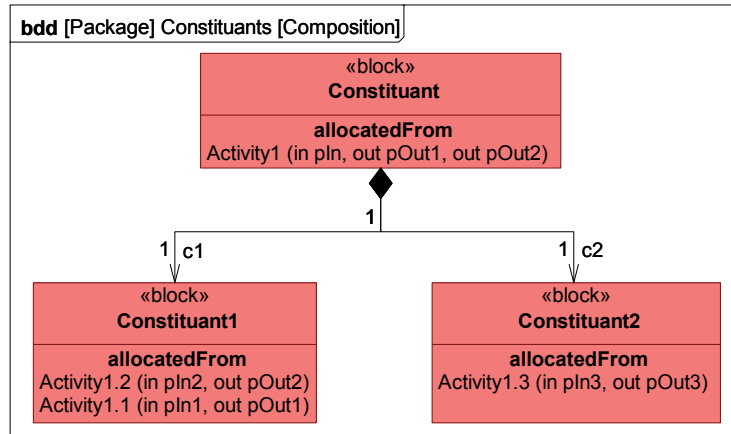 bdd [Package] Constituants [Composition]
«block»
Constituant
allocatedFrom
Activity1 (in pIn, out pOut1, out pOut2)
1
1 c1
1 c2
«block»
Constituant1
allocatedFrom
Activity1.2 (in pIn2, out pOut2)
Activity1.1 (in pIn1, out pOut1)
«block»
Constituant2
allocatedFrom
Activity1.3 (in pIn3, out pOut3)